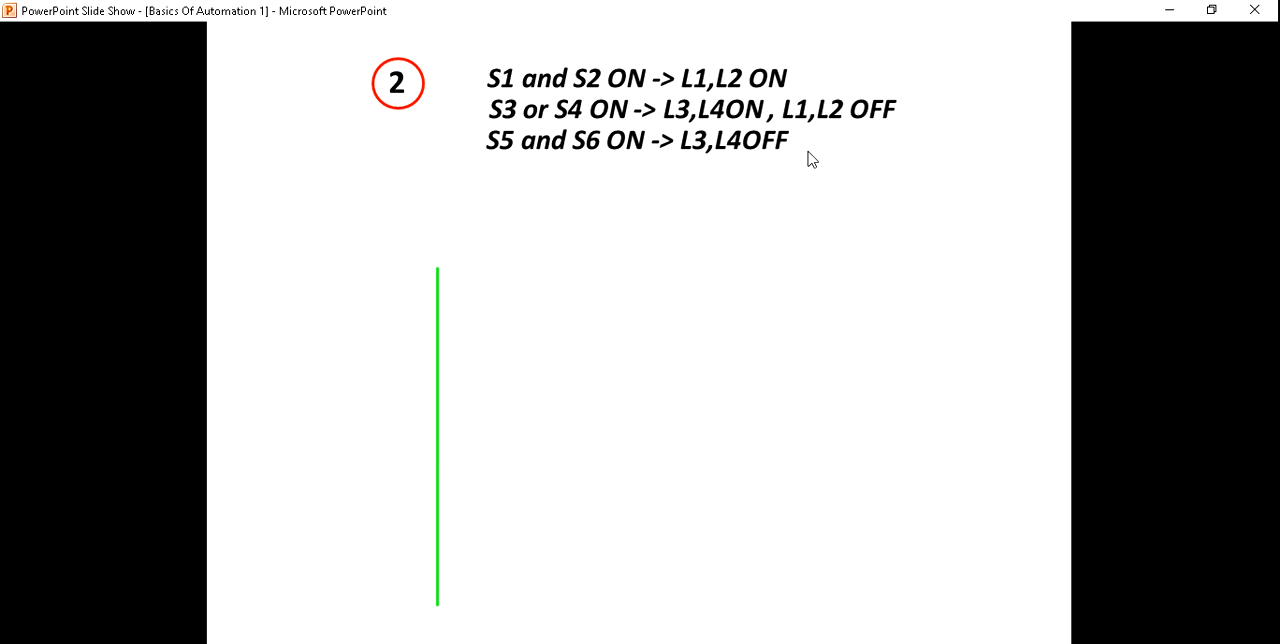 PowerPoint Slide Show - [Basics Of Automation 1] - Microsoft PowerPoint
2
S1 and S2 ON -> L1,L2 ON
S3 or S4 ON -> L3,L4ON , L1,L2 OFF
S5 and S6 ON -> L3,L4OFF